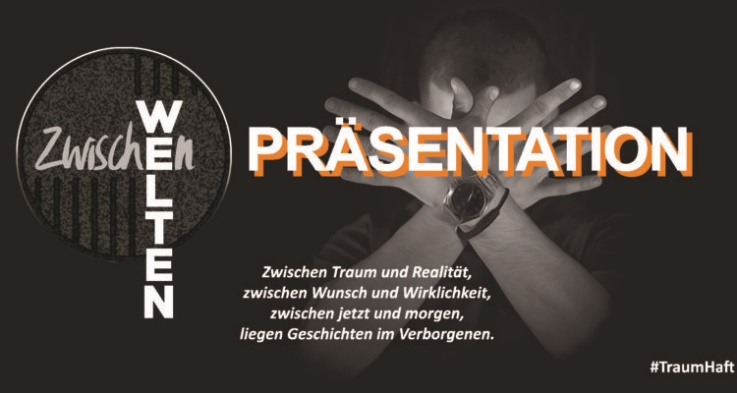 Zwischen
WELTEN
PRÄSENTATION
Zwischen Traum und Realität,
zwischen Wunsch und Wirklichkeit,
zwischen jetzt und morgen,
liegen Geschichten im Verborgenen.
#TraumHaft